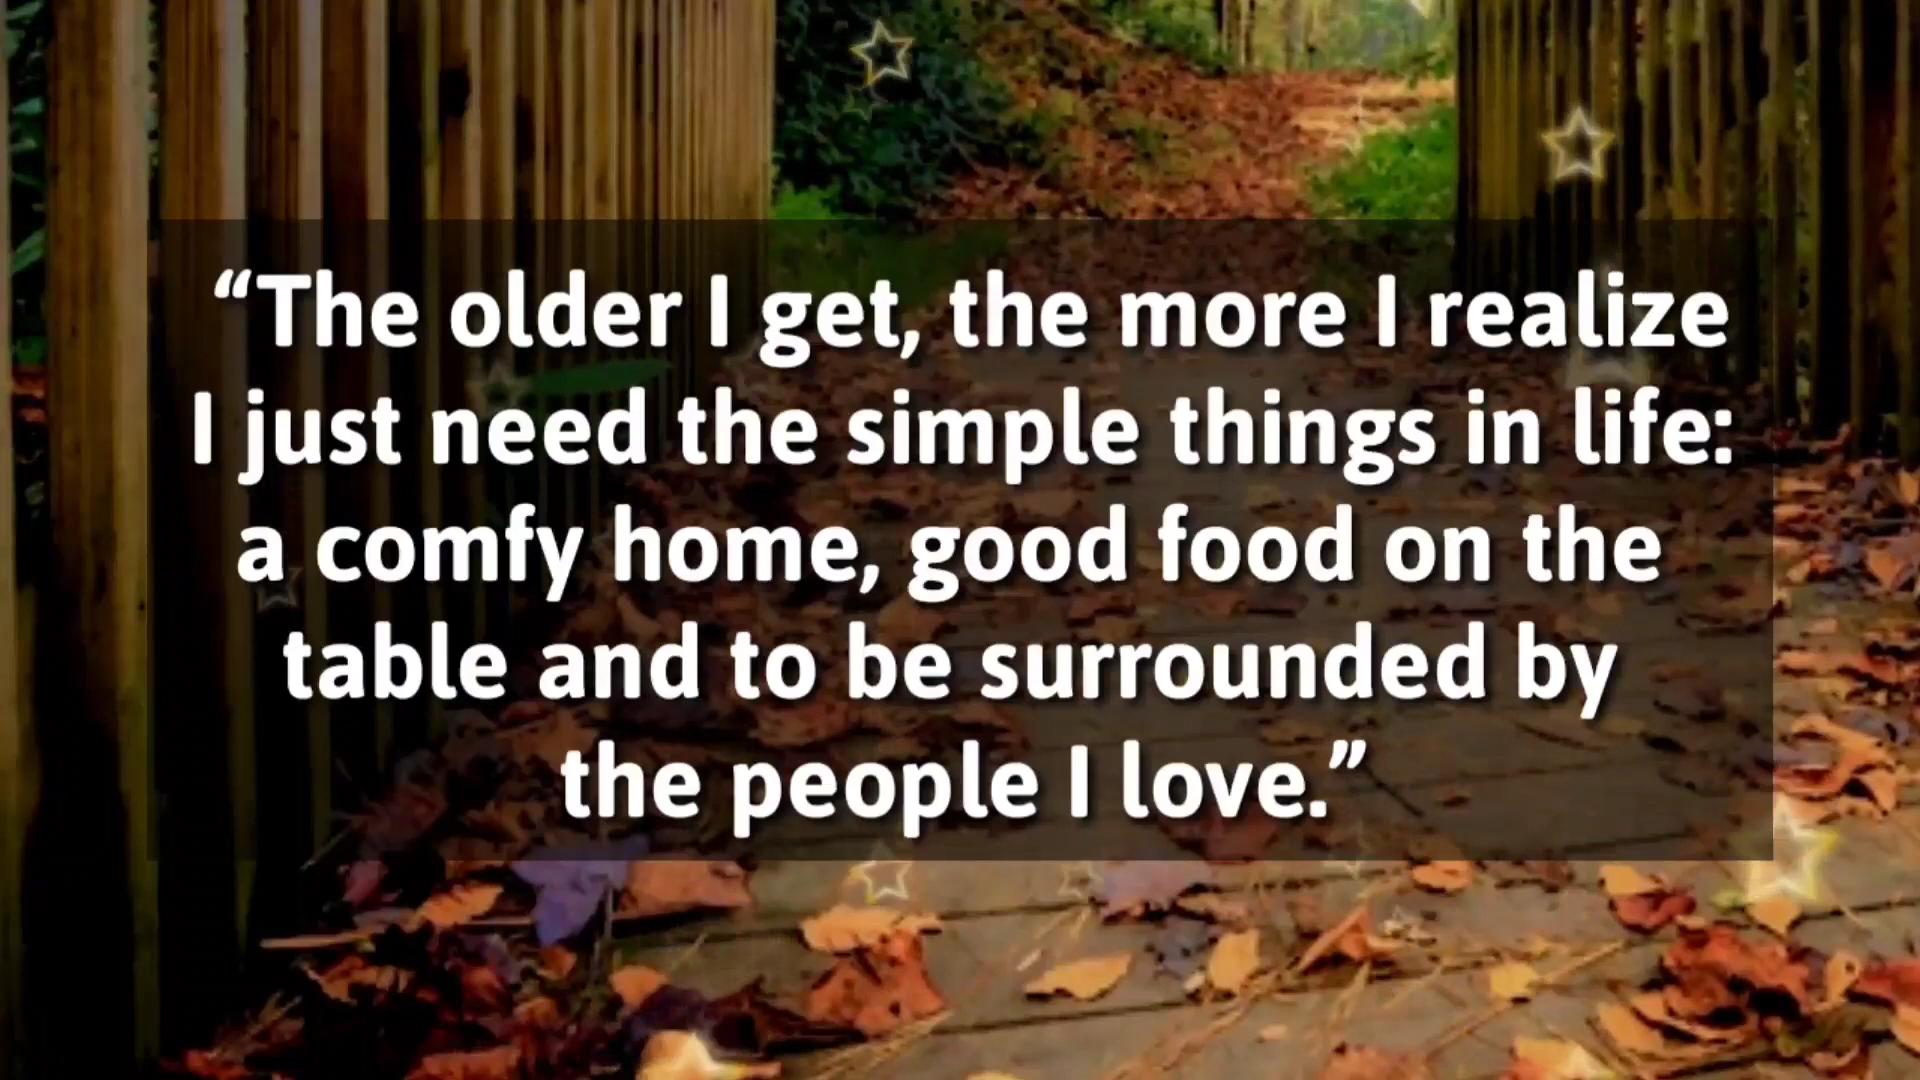 “The older I get, the more I realize
I just need the simple things in life:
a comfy home, good food on the
table and to be surrounded by
the people I love.”